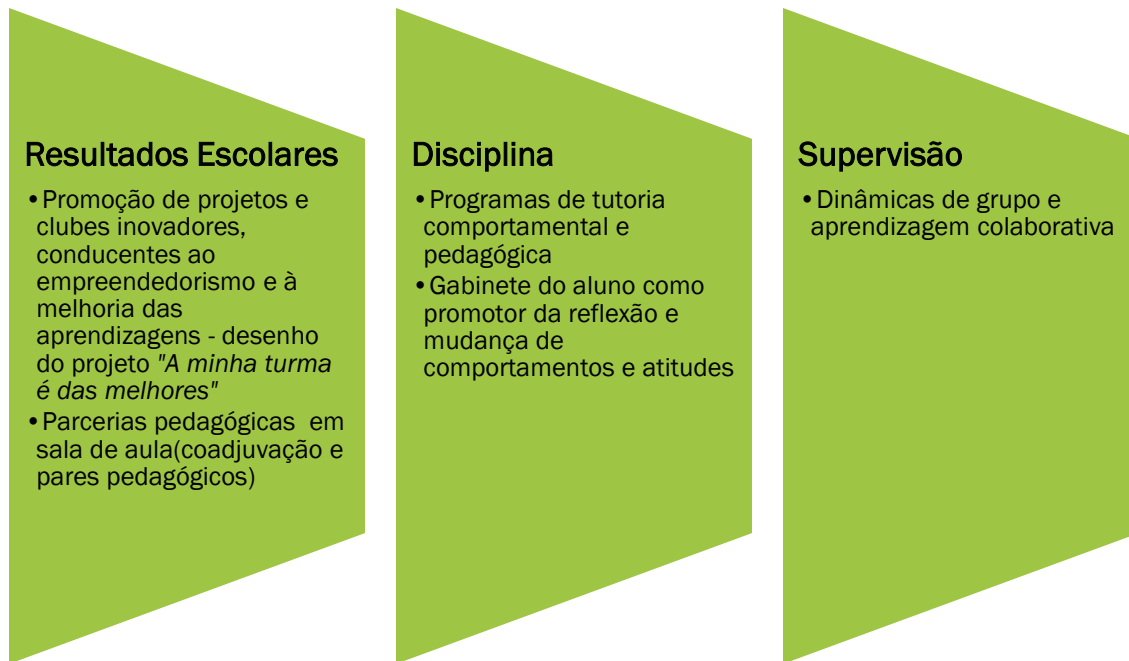 Resultados Escolares
•Promoção de projetos e
clubes inovadores,
conducentes ao
empreendedorismo e à
melhoria das
aprendizagens - desenho
do projeto "A minha turma
é das melhores"
•Parcerias pedagógicas  em
sala de aula(coadjuvação e
pares pedagógicos)
Disciplina
•Programas de tutoria
comportamental e
pedagógica
•Gabinete do aluno como
promotor da reflexão e
mudança de
comportamentos e atitudes
Supervisão
•Dinâmicas de grupo e
aprendizagem colaborativa